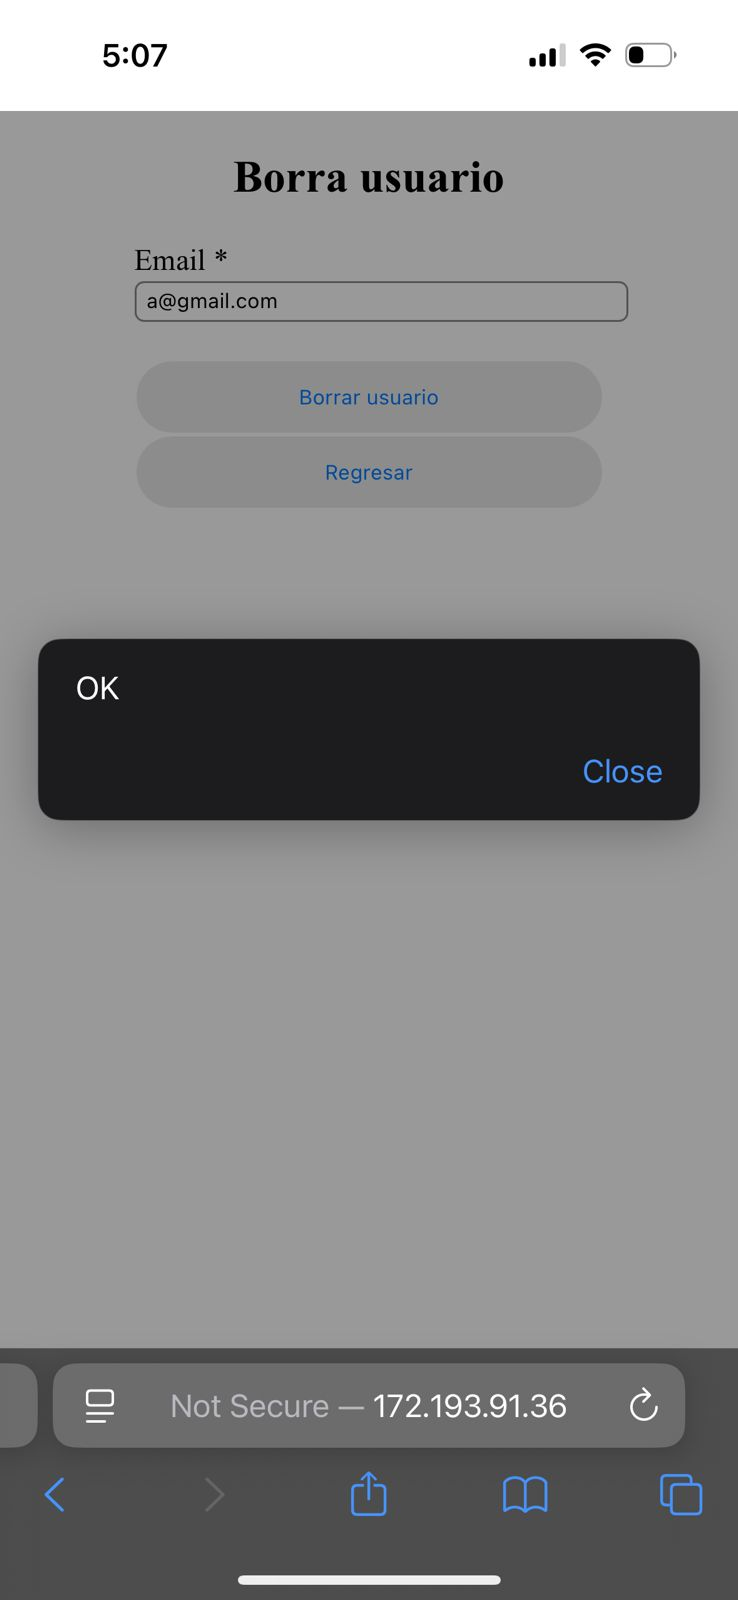 5:07
Borra usuario
Email *
a@gmail.com
Borrar usuario
Regresar
OK
Close
Not Secure — 172.193.91.36